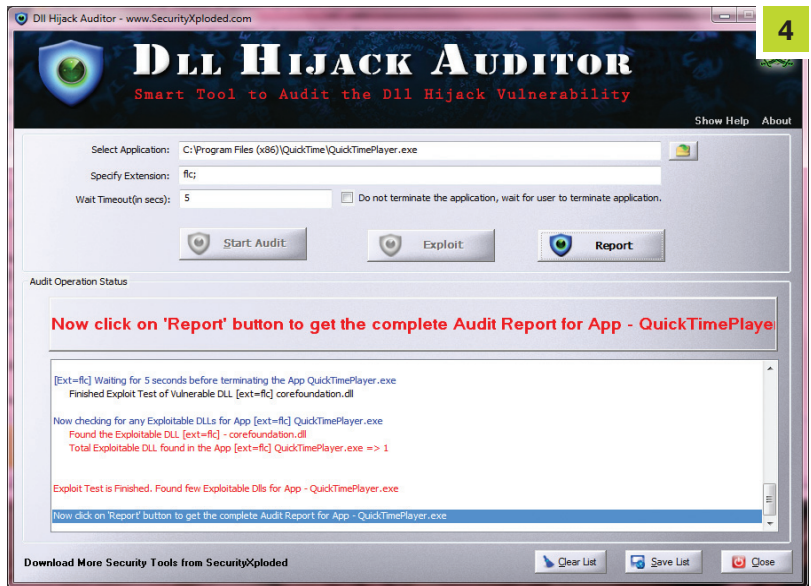 Dll Hijack Auditor - www.SecurityXploded.com
4
DLL HIJACK AUDITOR
Smart Tool to Audit the Dll Hijack Vulnerability
Show Help About
Select Application: C:\Program Files (x86)\QuickTime\QuickTimePlayer.exe
Specify Extension: flc;
Wait Timeout(in secs): 5 Do not terminate the application, wait for user to terminate application.
Start Audit Exploit Report
Audit Operation Status
Now click on 'Report' button to get the complete Audit Report for App - QuickTimePlaye
[Ext=flc] Waiting for 5 seconds before terminating the App QuickTimePlayer.exe
Finished Exploit Test of Vulnerable DLL [ext=flc] corefoundation.dll
Now checking for any Exploitable DLLs for App [ext=flc] QuickTimePlayer.exe
Found the Exploitable DLL [ext=flc] - corefoundation.dll
Total Exploitable DLL found in the App [ext=flc] QuickTimePlayer.exe => 1
Exploit Test is Finished. Found few Exploitable Dlls for App - QuickTimePlayer.exe
Now click on 'Report' button to get the complete Audit Report for App - QuickTimePlayer.exe
Download More Security Tools from SecurityXploded Clear List Save List Close